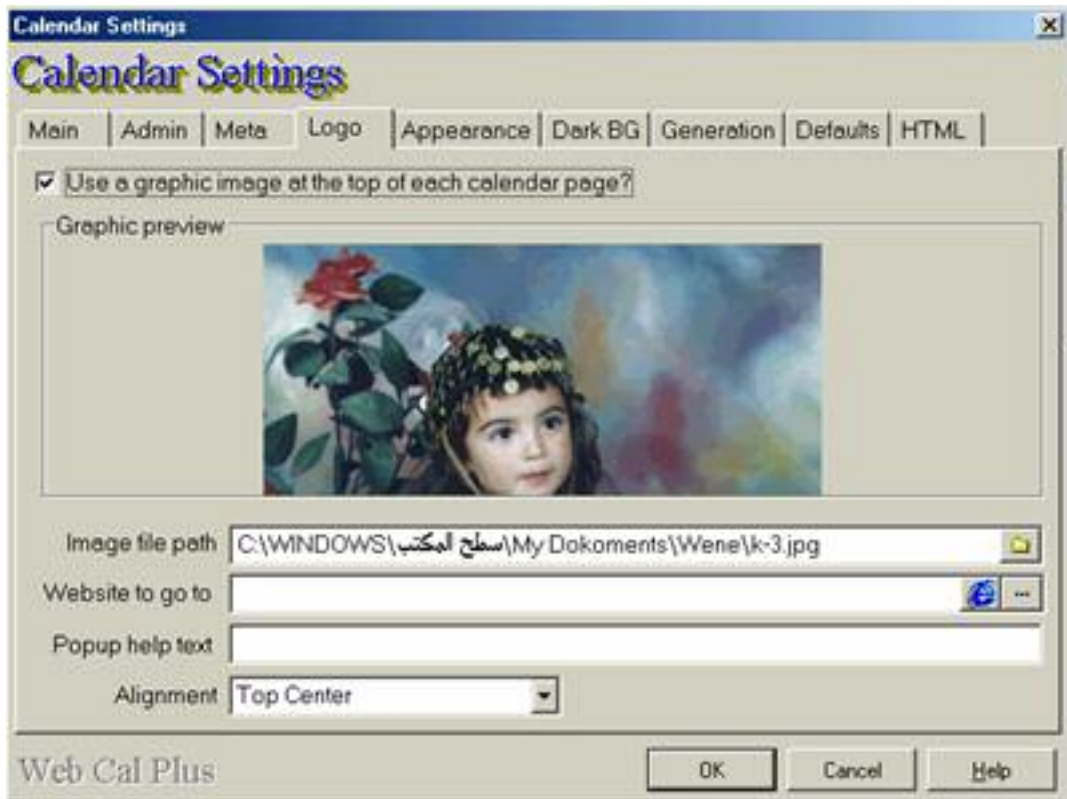 Calendar Settings
Calendar Settings
Main Admin Meta Logo Appearance Dark BG Generation Defaults HTML
Use a graphic image at the top of each calendar page?
Graphic preview
Image file path C:\WINDOWS\سطح المكتب\My Dokoments\Wene\k-3.jpg
Website to go to ...
Popup help text
Alignment Top Center
Web Cal Plus OK Cancel Help